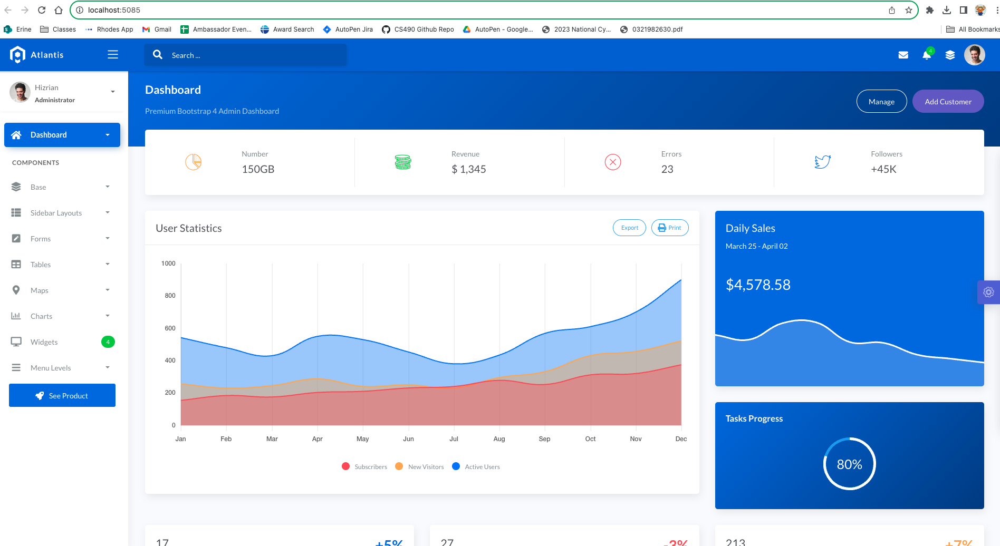 localhost:5085
Erine Classes Rhodes App Gmail Ambassador Even... Award Search AutoPen Jira CS490 Github Repo AutoPen - Google... 2023 National Cy... 0321982630.pdf All Bookmarks
Atlantis
Search ...
4
Hizrian
Administrator
Dashboard
COMPONENTS
Base
Sidebar Layouts
Forms
Tables
Maps
Charts
Widgets 4
Menu Levels
See Product
Dashboard
Premium Bootstrap 4 Admin Dashboard
Manage Add Customer
Number
150GB
Revenue
$ 1,345
Errors
23
Followers
+45K
User Statistics
Export Print
1000
800
600
400
200
0
Jan Feb Mar Apr May Jun Jul Aug Sep Oct Nov Dec
Subscribers New Visitors Active Users
Daily Sales
March 25 - April 02
$4,578.58
Tasks Progress
80%
17 +5%
27 -3%
213 +7%